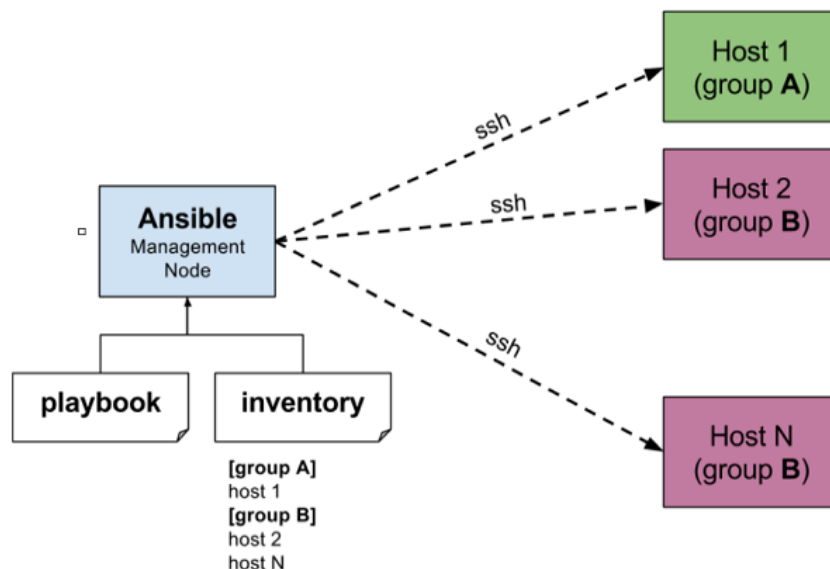 Host 1
(group A)
ssh
Host 2
(group B)
ssh
Ansible
Management
Node
ssh
playbook
inventory
Host N
(group B)
[group A]
host 1
[group B]
host 2
host N